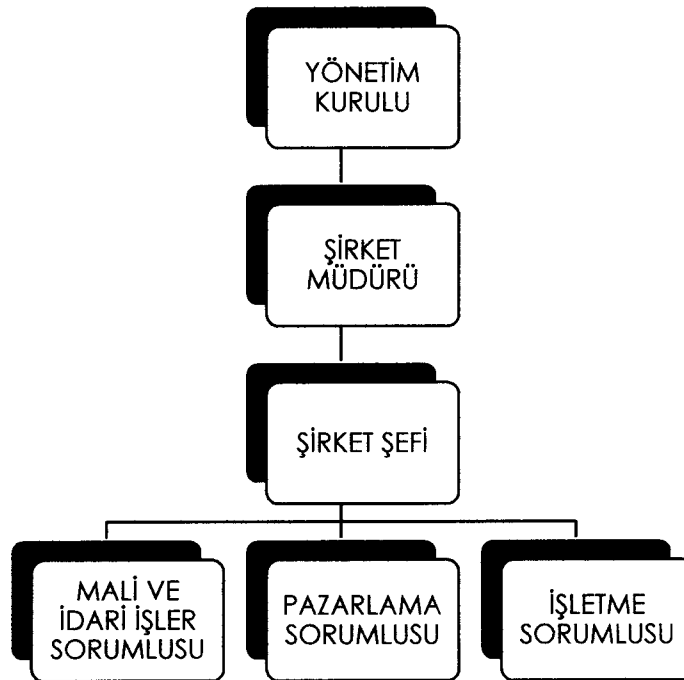 YÖNETİM
KURULU
ŞİRKET
MÜDÜRÜ
ŞİRKET ŞEFİ
MALİ VE
İDARİ İŞLER
SORUMLUSU
PAZARLAMA
SORUMLUSU
İŞLETME
SORUMLUSU